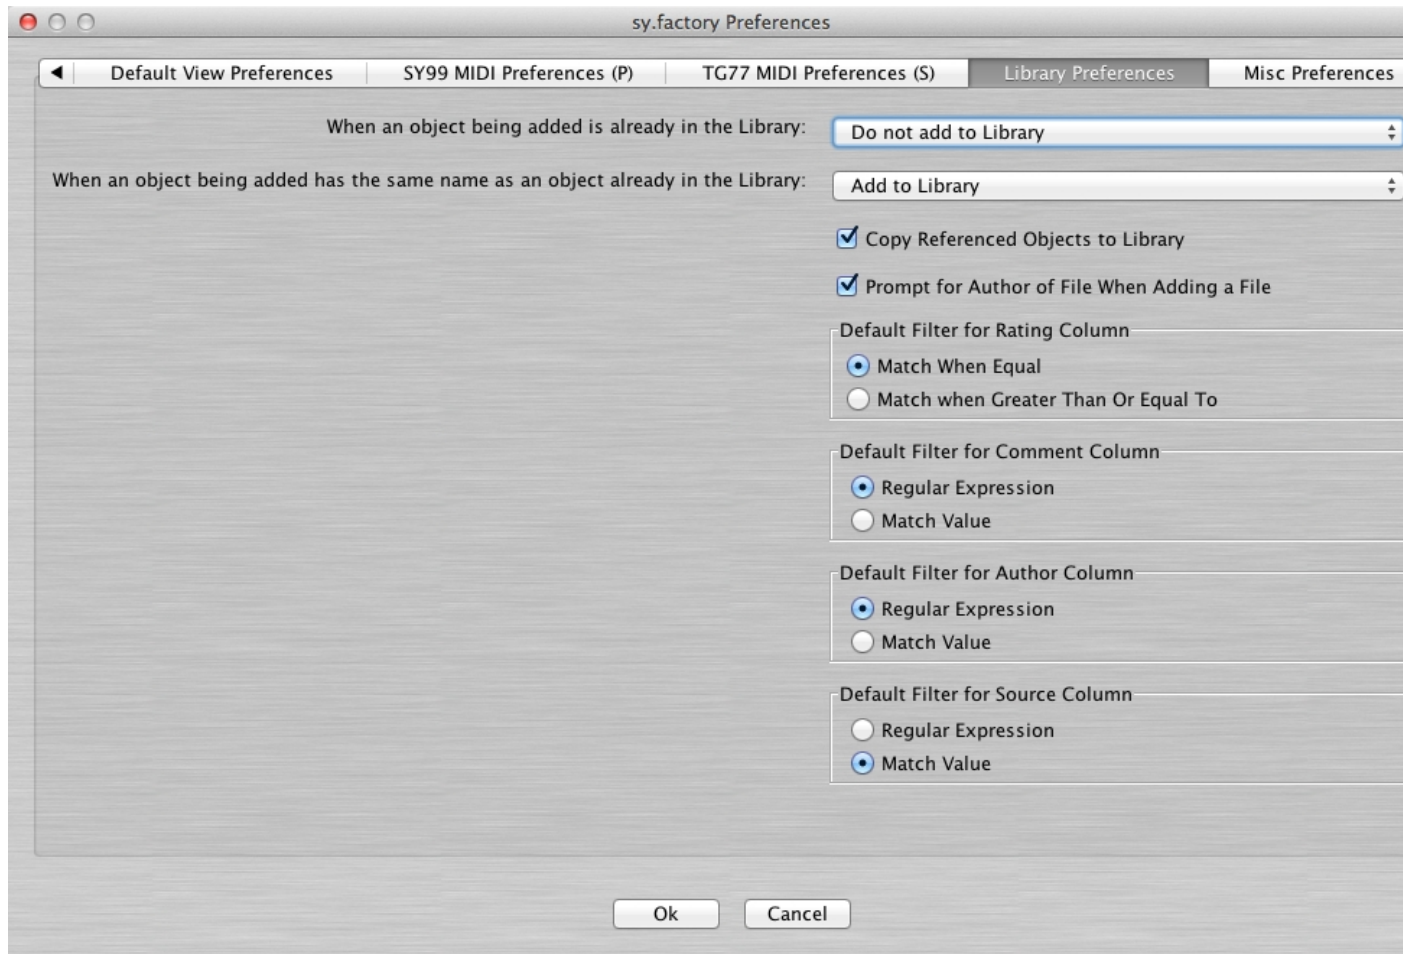 sy.factory Preferences
Default View Preferences SY99 MIDI Preferences (P) TG77 MIDI Preferences (S) Library Preferences Misc Preferences
When an object being added is already in the Library: Do not add to Library
When an object being added has the same name as an object already in the Library: Add to Library
Copy Referenced Objects to Library
Prompt for Author of File When Adding a File
Default Filter for Rating Column
Match When Equal
Match when Greater Than Or Equal To
Default Filter for Comment Column
Regular Expression
Match Value
Default Filter for Author Column
Regular Expression
Match Value
Default Filter for Source Column
Regular Expression
Match Value
Ok Cancel